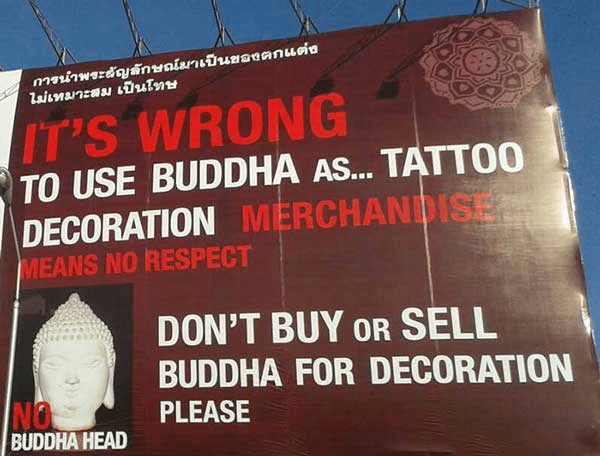 การนำพระสัญลักษณ์มาเป็นของตกแต่ง
ไม่เหมาะสม เป็นโทษ
IT'S WRONG
TO USE BUDDHA AS... TATTOO
DECORATION MERCHANDISE
MEANS NO RESPECT
DON'T BUY OR SELL
BUDDHA FOR DECORATION
PLEASE
NO
BUDDHA HEAD